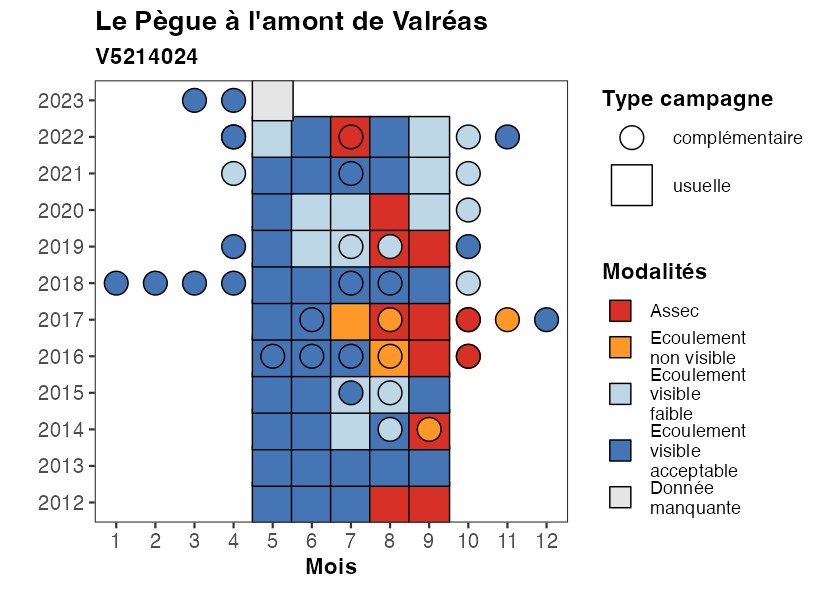 Le Pègue à l'amont de Valréas
V5214024
2023
2022
2021
2020
2019
2018
2017
2016
2015
2014
2013
2012
1 2 3 4 5 6 7 8 9 10 11 12
Mois
Type campagne
complémentaire
usuelle
Modalités
Assec
Ecoulement
non visible
Ecoulement
visible
faible
Ecoulement
visible
acceptable
Donnée
manquante